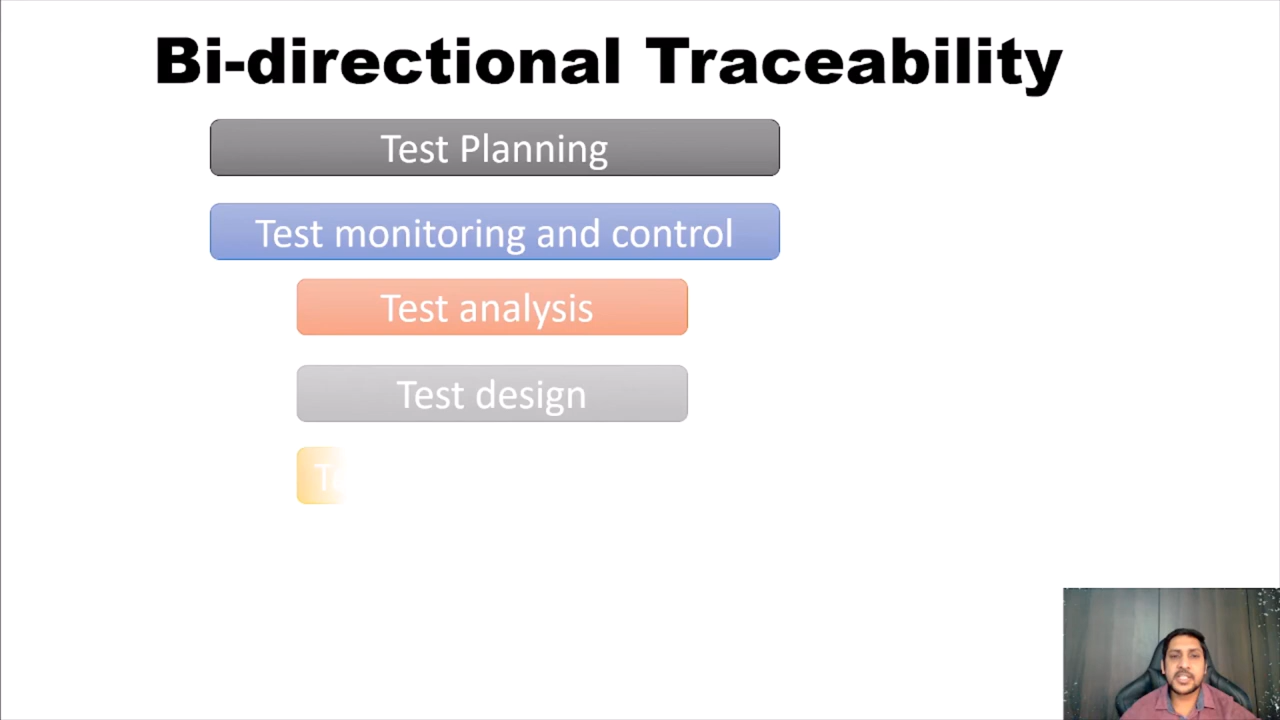 Bi-directional Traceability
Test Planning
Test monitoring and control
Test analysis
Test design